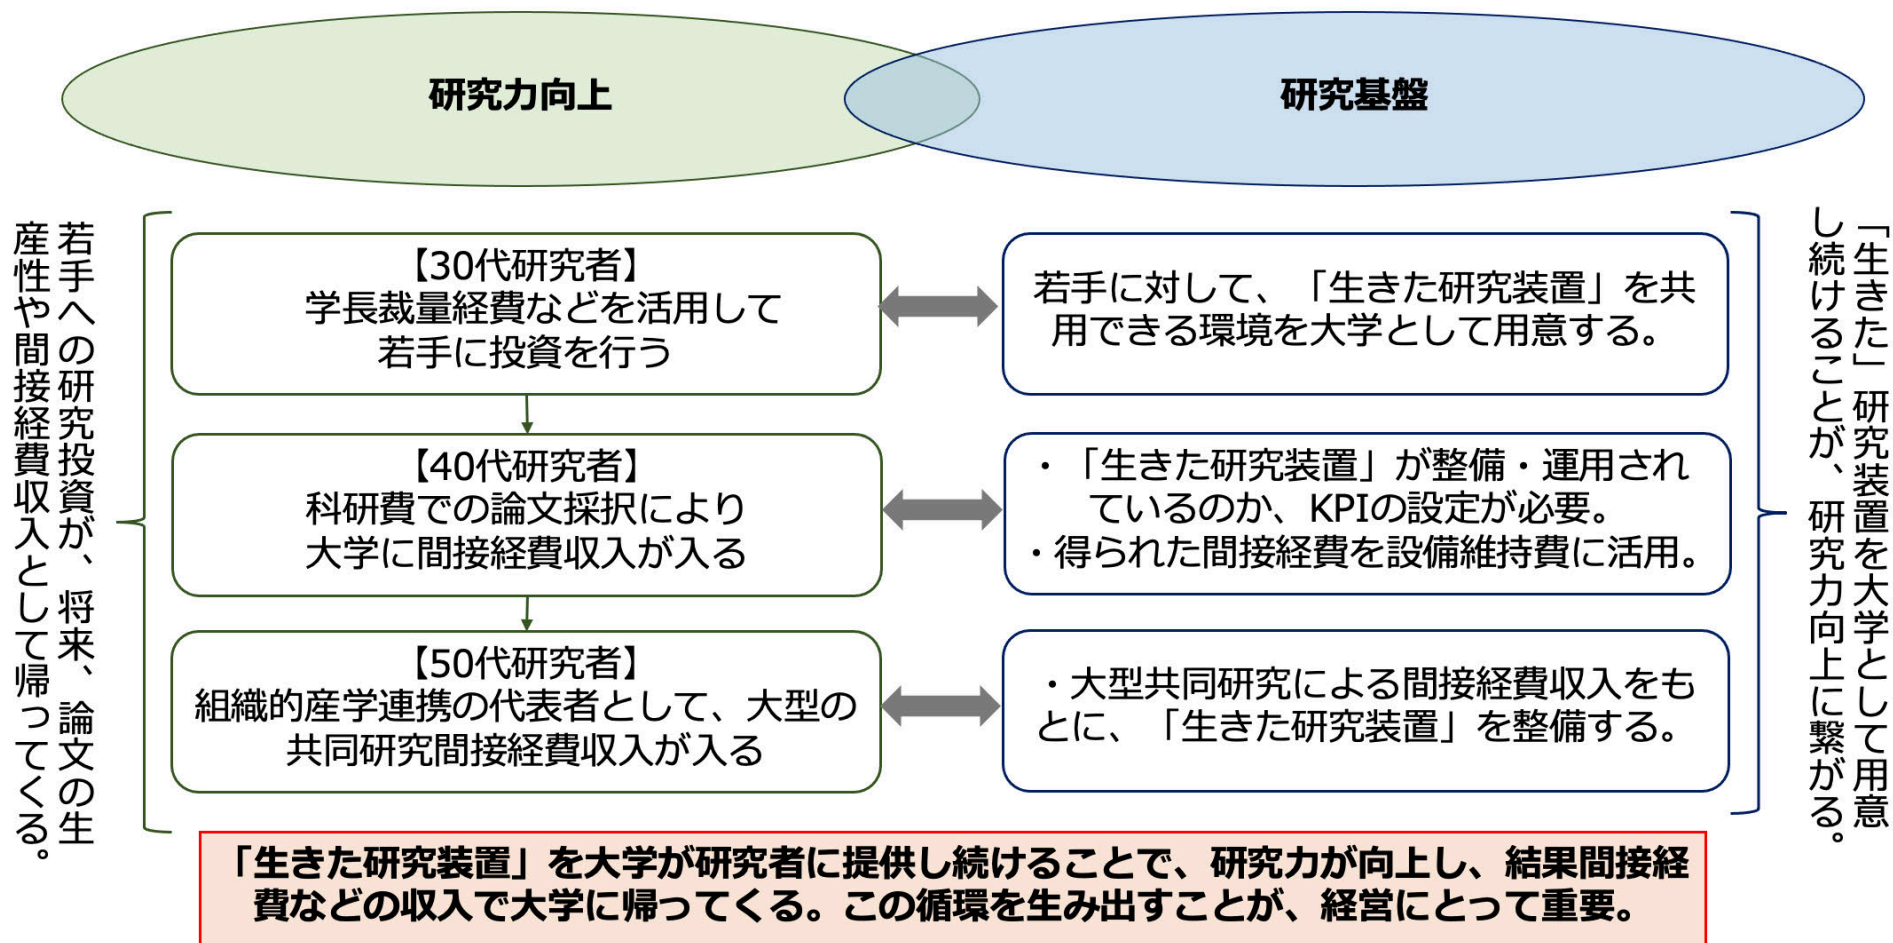 研究力向上
研究基盤
若手への研究投資が、将来、論文の生
産性や間接経費収入として帰ってくる。
【30代研究者】
学長裁量経費などを活用して
若手に投資を行う
若手に対して、「生きた研究装置」を共
用できる環境を大学として用意する。
【40代研究者】
科研費での論文採択により
大学に間接経費収入が入る
・「生きた研究装置」が整備・運用され
ているのか、KPIの設定が必要。
・得られた間接経費を設備維持費に活用。
【50代研究者】
組織的産学連携の代表者として、大型の
共同研究間接経費収入が入る
・大型共同研究による間接経費収入をも
とに、「生きた研究装置」を整備する。
「生きた」研究装置を大学として用意
し続けることが、研究力向上に繋がる。
「生きた研究装置」を大学が研究者に提供し続けることで、研究力が向上し、結果間接経
費などの収入で大学に帰ってくる。この循環を生み出すことが、経営にとって重要。